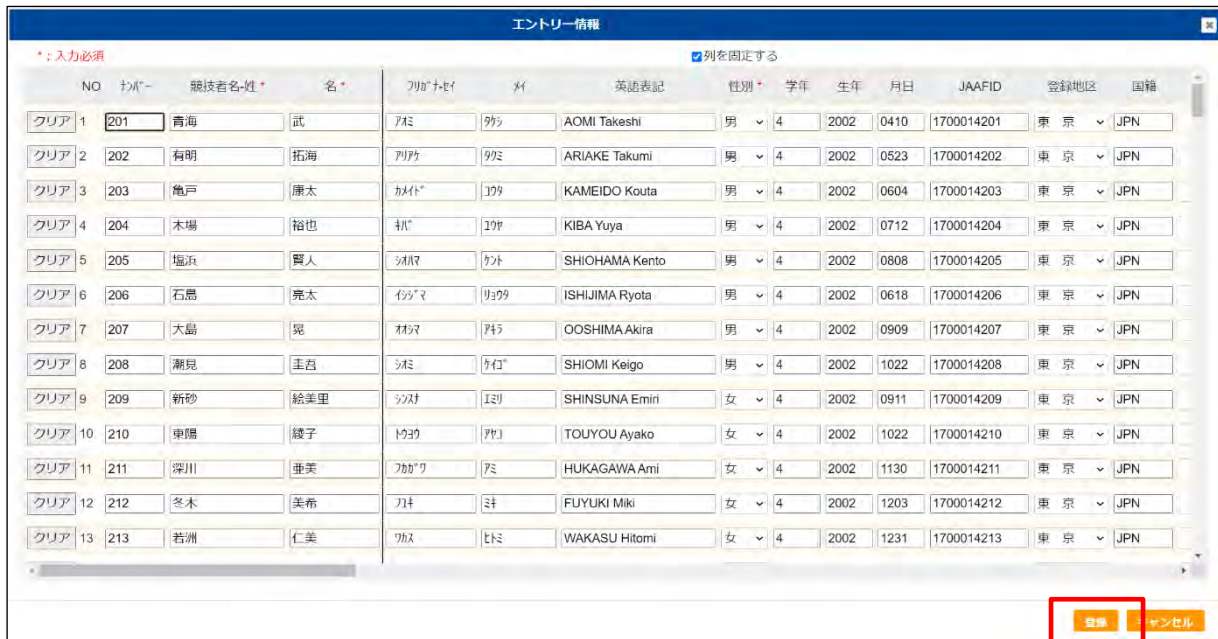 エントリー情報
*:入力必須 列を固定する
NO ﾅﾝﾊﾞｰ 競技者名-姓* 名* ﾌﾘｶﾞﾅ-ｾｲ ﾒｲ 英語表記 性別* 学年 生年 月日 JAAFID 登録地区 国籍
クリア 1 201 青海 武 ｱｵﾐ ﾀｹｼ AOMI Takeshi 男 4 2002 0410 1700014201 東 京 JPN
クリア 2 202 有明 拓海 ｱﾘｱｹ ﾀｸﾐ ARIAKE Takumi 男 4 2002 0523 1700014202 東 京 JPN
クリア 3 203 亀戸 康太 ｶﾒｲﾄﾞ ｺｳﾀ KAMEIDO Kouta 男 4 2002 0604 1700014203 東 京 JPN
クリア 4 204 木場 裕也 ｷﾊﾞ ﾕｳﾔ KIBA Yuya 男 4 2002 0712 1700014204 東 京 JPN
クリア 5 205 塩浜 賢人 ｼｵﾊﾏ ｹﾝﾄ SHIOHAMA Kento 男 4 2002 0808 1700014205 東 京 JPN
クリア 6 206 石島 亮太 ｲｼｼﾞﾏ ﾘｮｳﾀ ISHIJIMA Ryota 男 4 2002 0618 1700014206 東 京 JPN
クリア 7 207 大島 晃 ｵｵｼﾏ ｱｷﾗ OOSHIMA Akira 男 4 2002 0909 1700014207 東 京 JPN
クリア 8 208 潮見 圭吾 ｼｵﾐ ｹｲｺﾞ SHIOMI Keigo 男 4 2002 1022 1700014208 東 京 JPN
クリア 9 209 新砂 絵美里 ｼﾝｽﾅ ｴﾐﾘ SHINSUNA Emiri 女 4 2002 0911 1700014209 東 京 JPN
クリア 10 210 東陽 綾子 ﾄｳﾖｳ ｱﾔｺ TOUYOU Ayako 女 4 2002 1022 1700014210 東 京 JPN
クリア 11 211 深川 亜美 ﾌｶｶﾞﾜ ｱﾐ HUKAGAWA Ami 女 4 2002 1130 1700014211 東 京 JPN
クリア 12 212 冬木 美希 ﾌﾕｷ ﾐｷ FUYUKI Miki 女 4 2002 1203 1700014212 東 京 JPN
クリア 13 213 若洲 仁美 ﾜｶｽ ﾋﾄﾐ WAKASU Hitomi 女 4 2002 1231 1700014213 東 京 JPN
登録 キャンセル